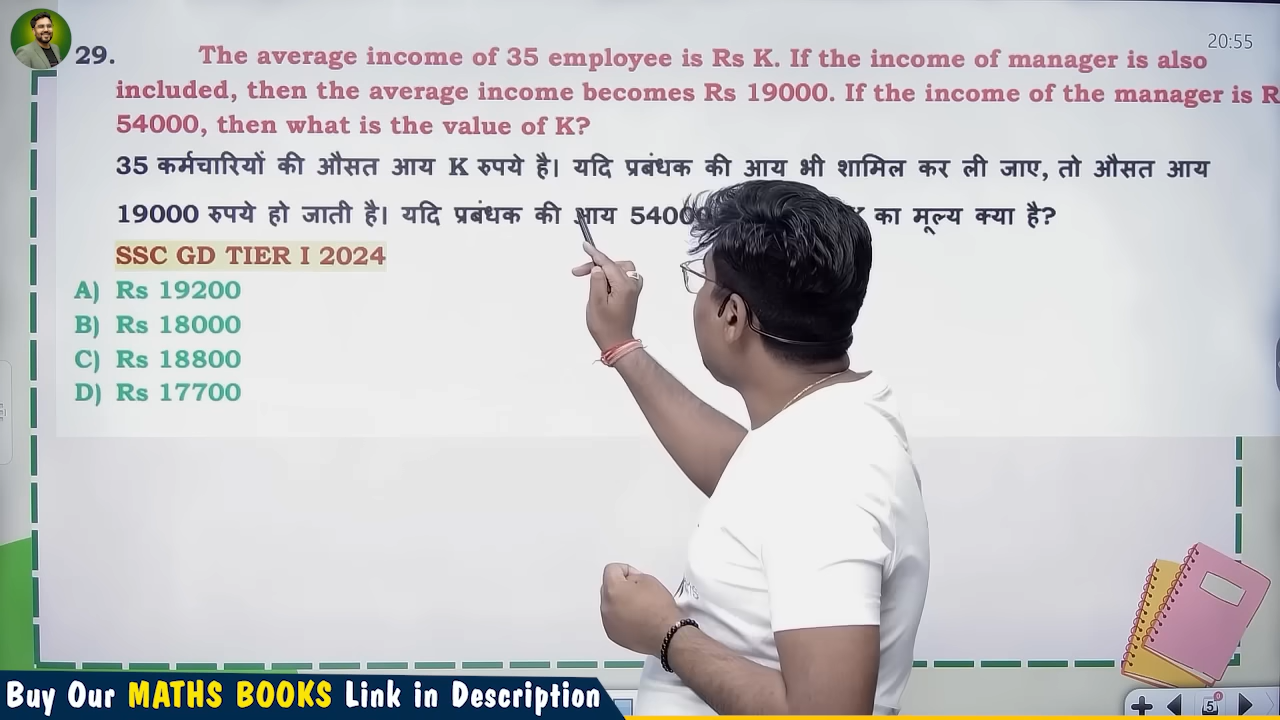 20:55
29. The average income of 35 employee is Rs K. If the income of manager is also
included, then the average income becomes Rs 19000. If the income of the manager is R
54000, then what is the value of K?
35 कर्मचारियों की औसत आय K रुपये है। यदि प्रबंधक की आय भी शामिल कर ली जाए, तो औसत आय
19000 रुपये हो जाती है। यदि प्रबंधक की आय 5400 K का मूल्य क्या है?
SSC GD TIER I 2024
A) Rs 19200
B) Rs 18000
C) Rs 18800
D) Rs 17700
Buy Our MATHS BOOKS Link in Description
5